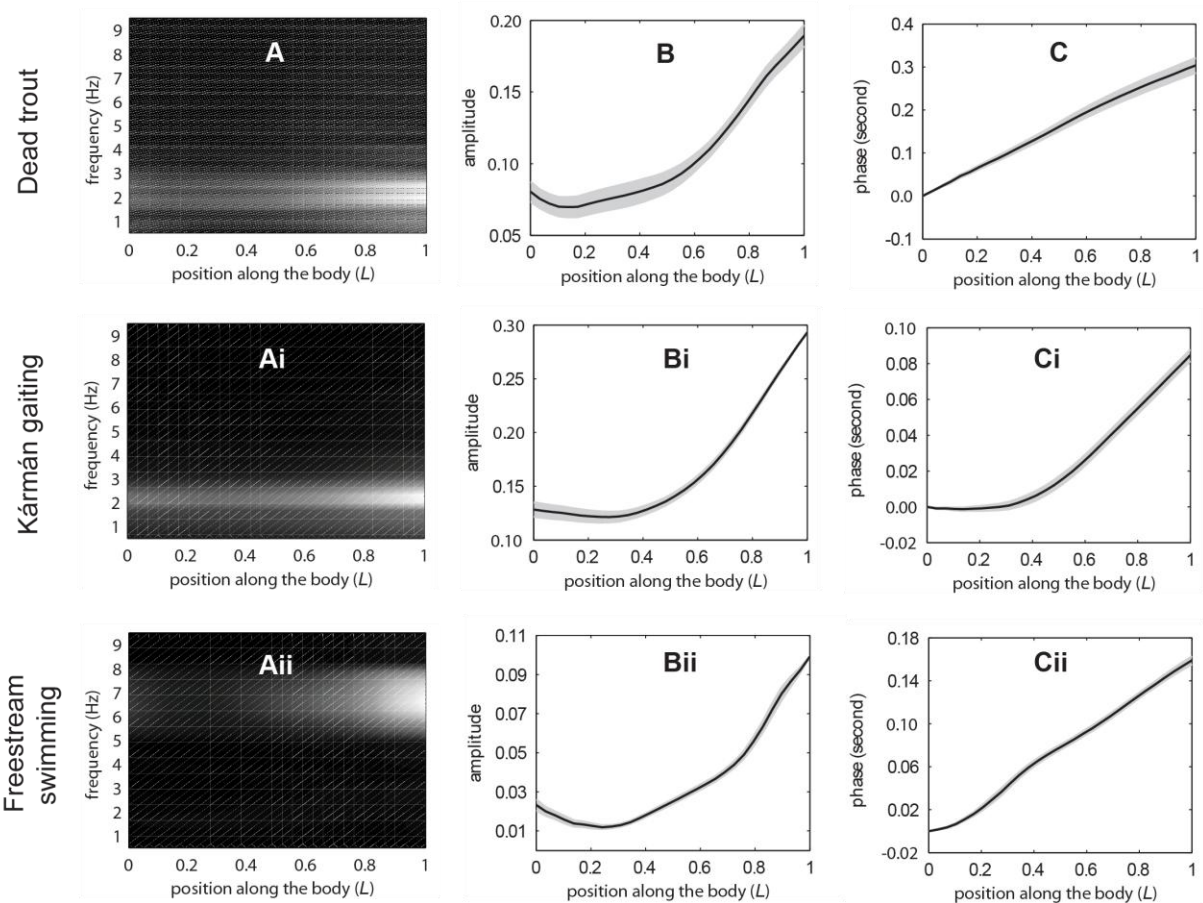 Dead trout
frequency (Hz)
9
8
7
6
5
4
3
2
1
A
0 0.2 0.4 0.6 0.8 1
position along the body (L)
amplitude
0.20
0.15
0.10
0.05
B
0 0.2 0.4 0.6 0.8 1
position along the body (L)
phase (second)
0.4
0.3
0.2
0.1
0.0
-0.1
C
0 0.2 0.4 0.6 0.8 1
position along the body (L)
Kármán gaiting
frequency (Hz)
9
8
7
6
5
4
3
2
1
Ai
0 0.2 0.4 0.6 0.8 1
position along the body (L)
amplitude
0.30
0.25
0.20
0.15
0.10
Bi
0 0.2 0.4 0.6 0.8 1
position along the body (L)
phase (second)
0.10
0.08
0.06
0.04
0.02
0.00
-0.02
Ci
0 0.2 0.4 0.6 0.8 1
position along the body (L)
Freestream
swimming
frequency (Hz)
9
8
7
6
5
4
3
2
1
Aii
0 0.2 0.4 0.6 0.8 1
position along the body (L)
amplitude
0.11
0.09
0.07
0.05
0.03
0.01
Bii
0 0.2 0.4 0.6 0.8 1
position along the body (L)
phase (second)
0.18
0.14
0.10
0.06
0.02
-0.02
Cii
0 0.2 0.4 0.6 0.8 1
position along the body (L)